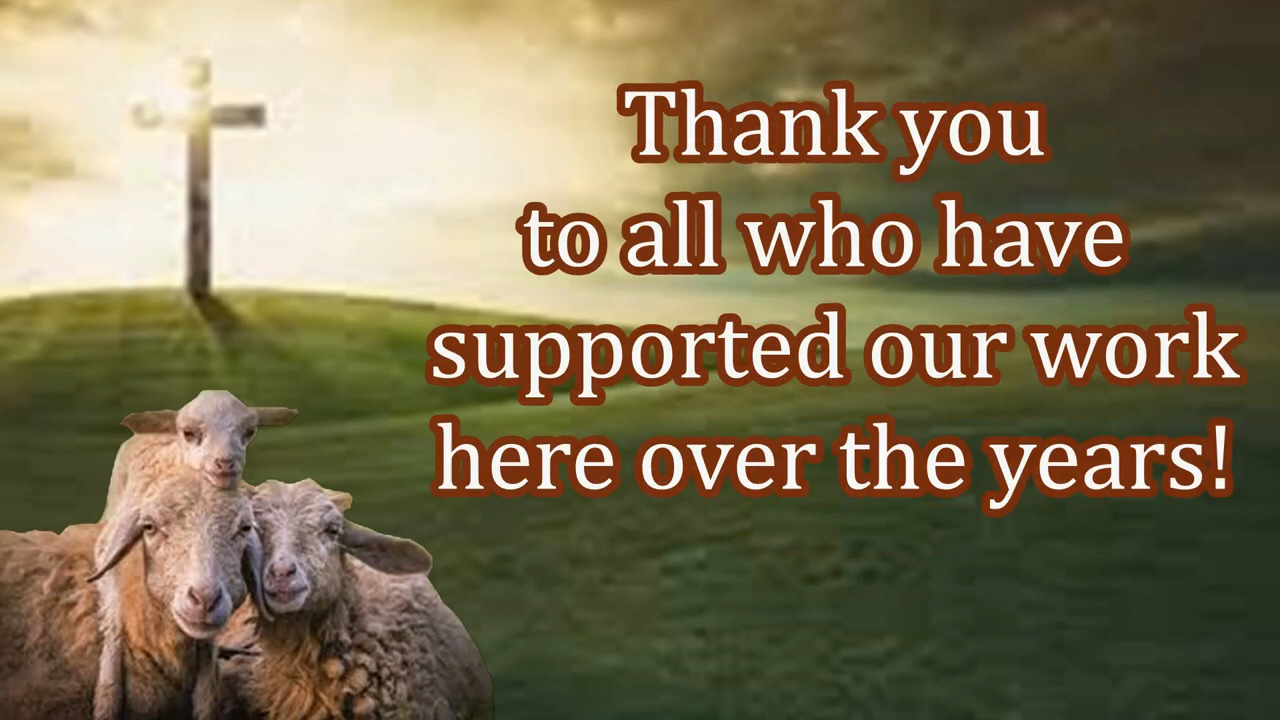 Thank you
to all who have
supported our work
here over the years!